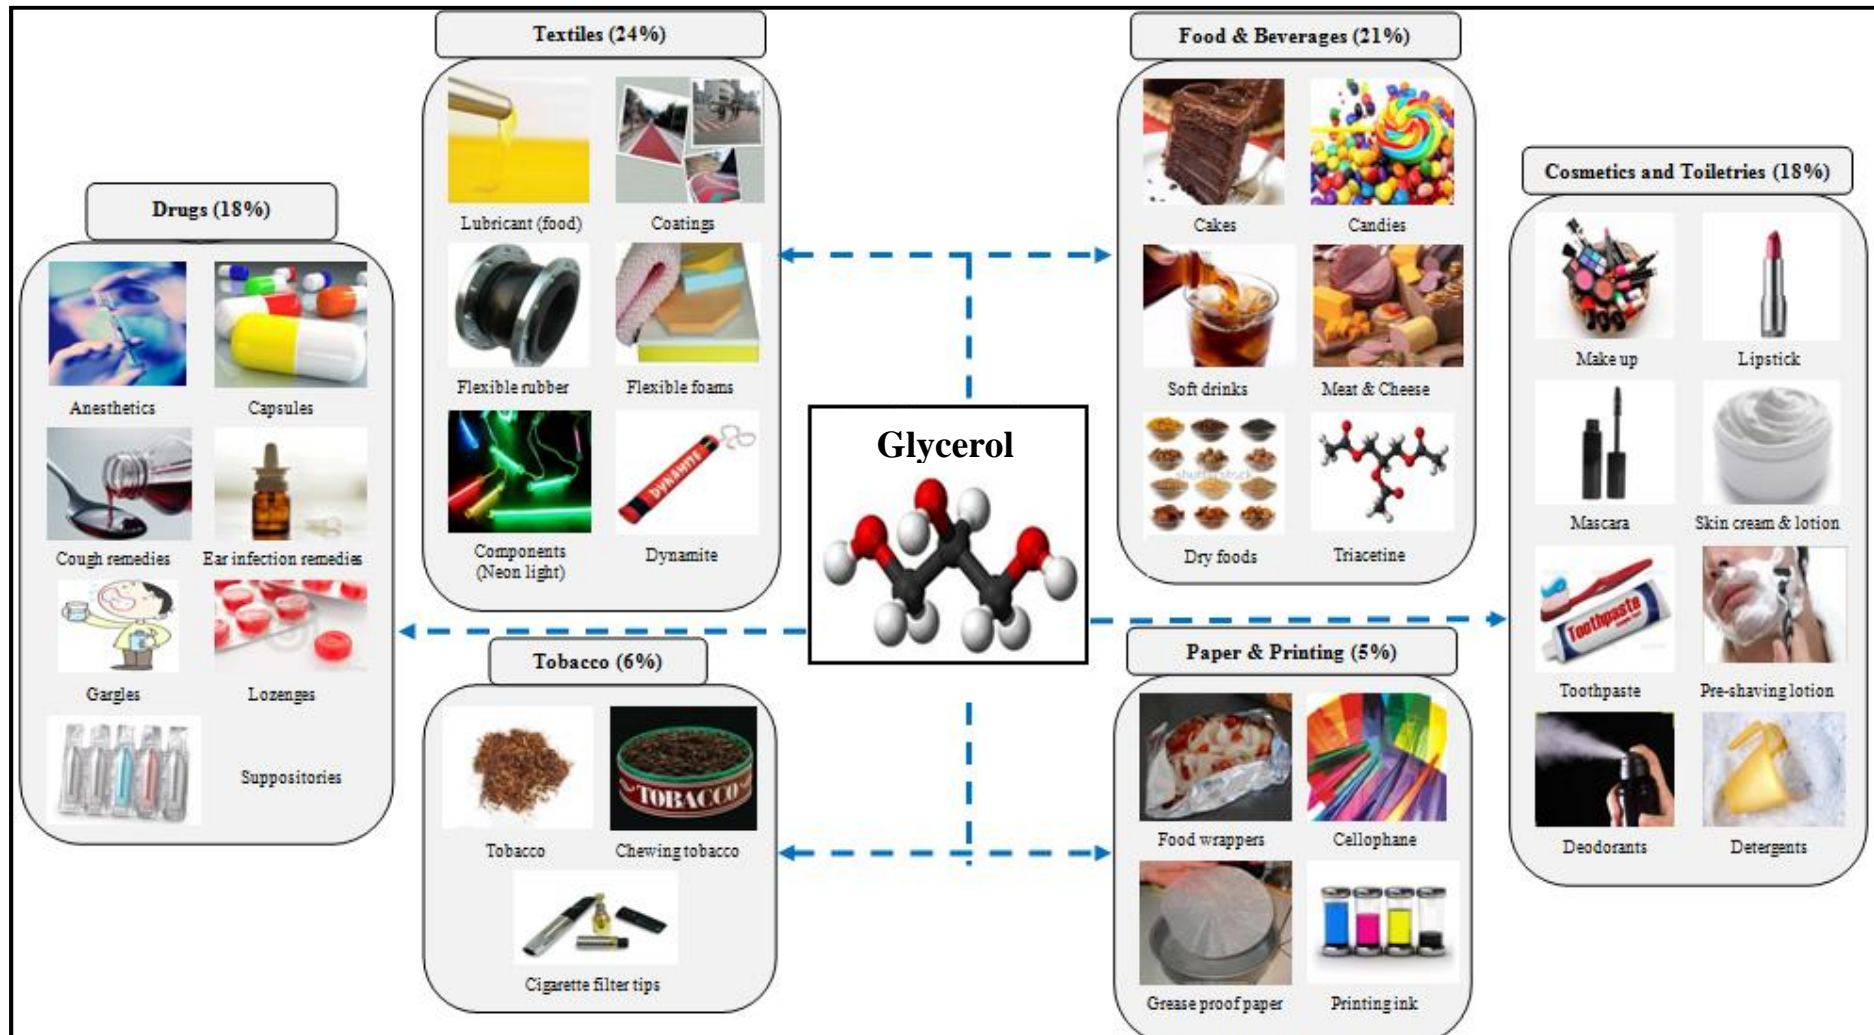 Textiles (24%)
Lubricant (food)
Coatings
Flexible rubber
Flexible foams
Components
(Neon light)
DYNAMITE
Dynamite
Food & Beverages (21%)
Cakes
Candies
Soft drinks
Meat & Cheese
shutterstock
Dry foods
Triacetine
Drugs (18%)
Anesthetics
Capsules
Cough remedies
Ear infection remedies
Gargles
Lozenges
Suppositories
Glycerol
Cosmetics and Toiletries (18%)
Make up
Lipstick
Mascara
Skin cream & lotion
Toothpaste
Toothpaste
Pre-shaving lotion
Deodorants
Detergents
Tobacco (6%)
TOBACCO
Tobacco
Chewing tobacco
Cigarette filter tips
Paper & Printing (5%)
Food wrappers
Cellophane
Grease proof paper
Printing ink